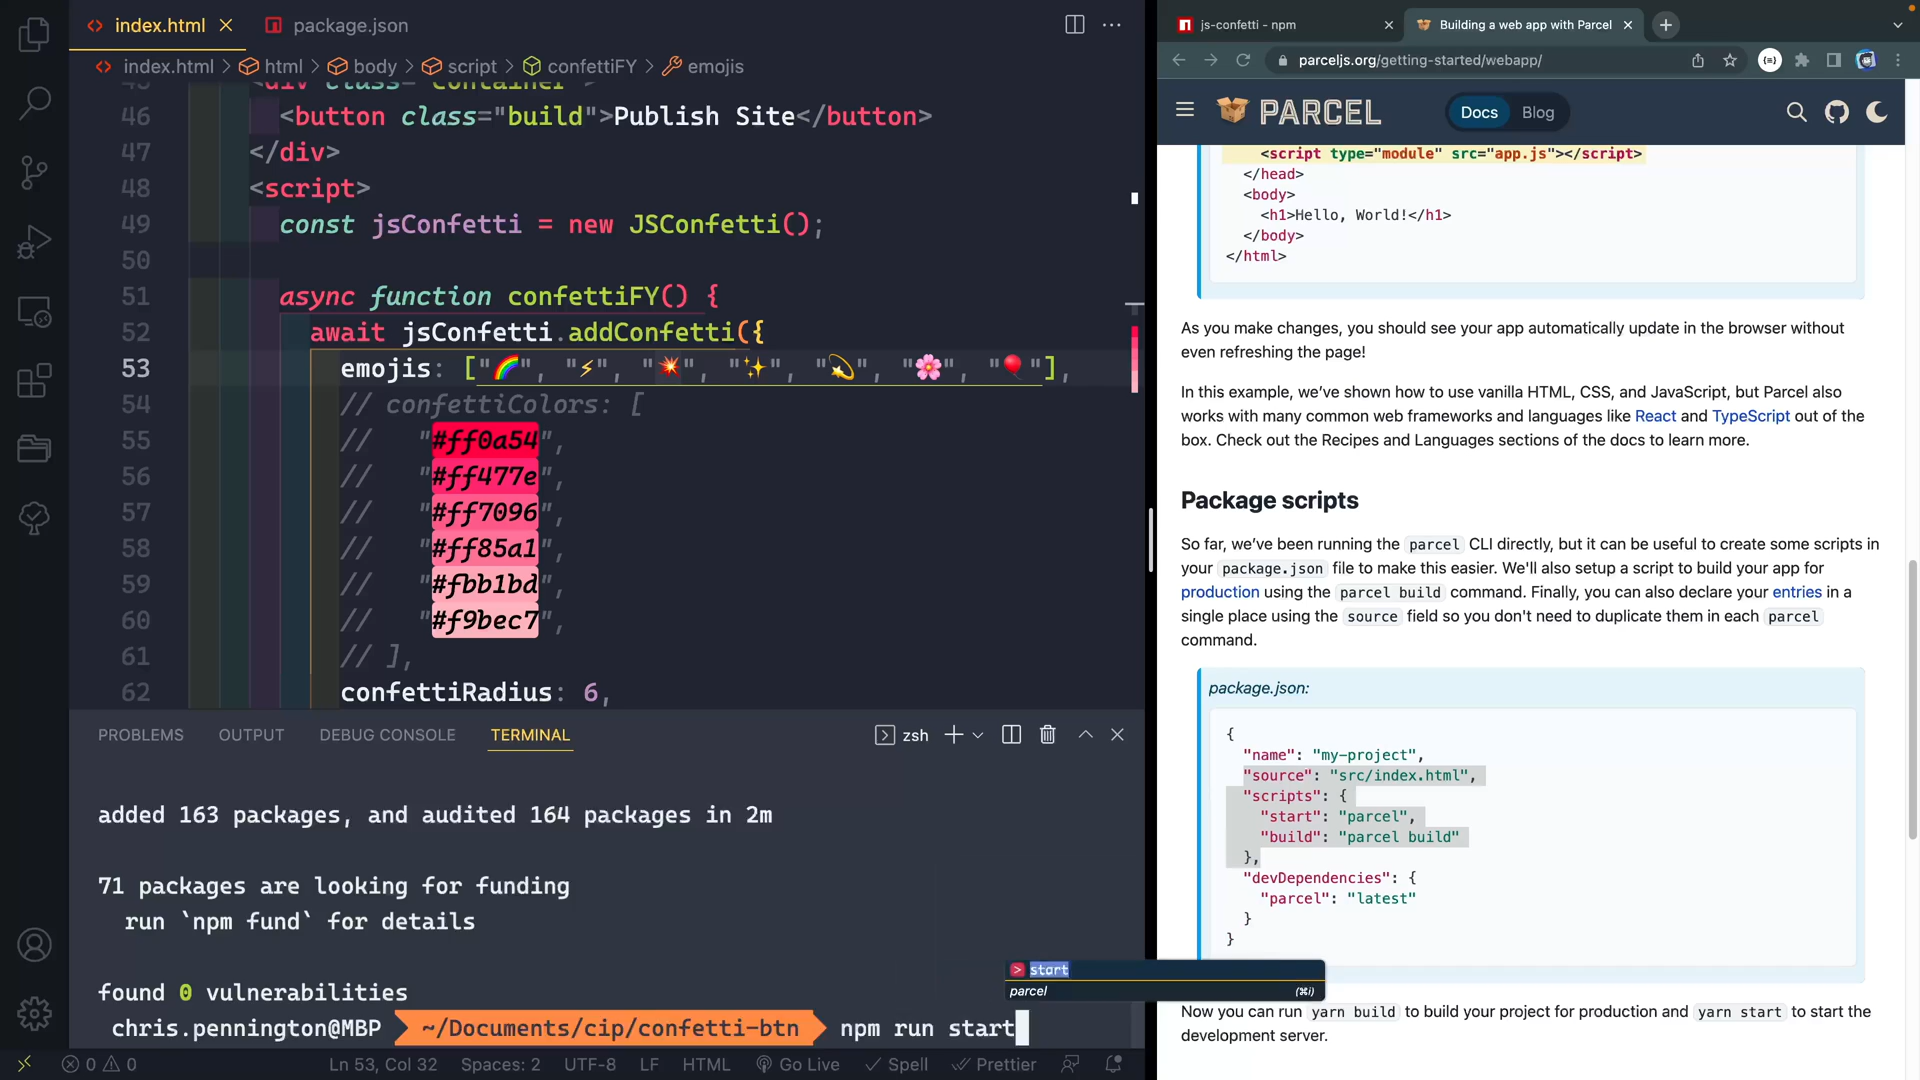 index.html
package.json
index.html > html > body > script > confettiFY > emojis
45 <div class="container">
46 <button class="build">Publish Site</button>
47 </div>
48 <script>
49 const jsConfetti = new JSConfetti();
50
51 async function confettiFY() {
52 await jsConfetti.addConfetti({
53 emojis: ["🌈", "⚡", "💥", "✨", "💫", "🌸", "🎈"],
54 // confettiColors: [
55 // "#ff0a54",
56 // "#ff477e",
57 // "#ff7096",
58 // "#ff85a1",
59 // "#fbb1bd",
60 // "#f9bec7",
61 // ],
62 confettiRadius: 6,
PROBLEMS OUTPUT DEBUG CONSOLE TERMINAL
zsh
added 163 packages, and audited 164 packages in 2m
71 packages are looking for funding
run `npm fund` for details
found 0 vulnerabilities
chris.pennington@MBP ~/Documents/cip/confetti-btn npm run start
start
parcel (⌘i)
0 0 Ln 53, Col 32 Spaces: 2 UTF-8 LF HTML Go Live Spell Prettier
js-confetti - npm
Building a web app with Parcel
parceljs.org/getting-started/webapp/
PARCEL Docs Blog
<script type="module" src="app.js"></script>
</head>
<body>
<h1>Hello, World!</h1>
</body>
</html>
As you make changes, you should see your app automatically update in the browser without
even refreshing the page!
In this example, we’ve shown how to use vanilla HTML, CSS, and JavaScript, but Parcel also
works with many common web frameworks and languages like React and TypeScript out of the
box. Check out the Recipes and Languages sections of the docs to learn more.
Package scripts
So far, we’ve been running the parcel CLI directly, but it can be useful to create some scripts in
your package.json file to make this easier. We'll also setup a script to build your app for
production using the parcel build command. Finally, you can also declare your entries in a
single place using the source field so you don't need to duplicate them in each parcel
command.
package.json:
{
"name": "my-project",
"source": "src/index.html",
"scripts": {
"start": "parcel",
"build": "parcel build"
},
"devDependencies": {
"parcel": "latest"
}
}
Now you can run yarn build to build your project for production and yarn start to start the
development server.